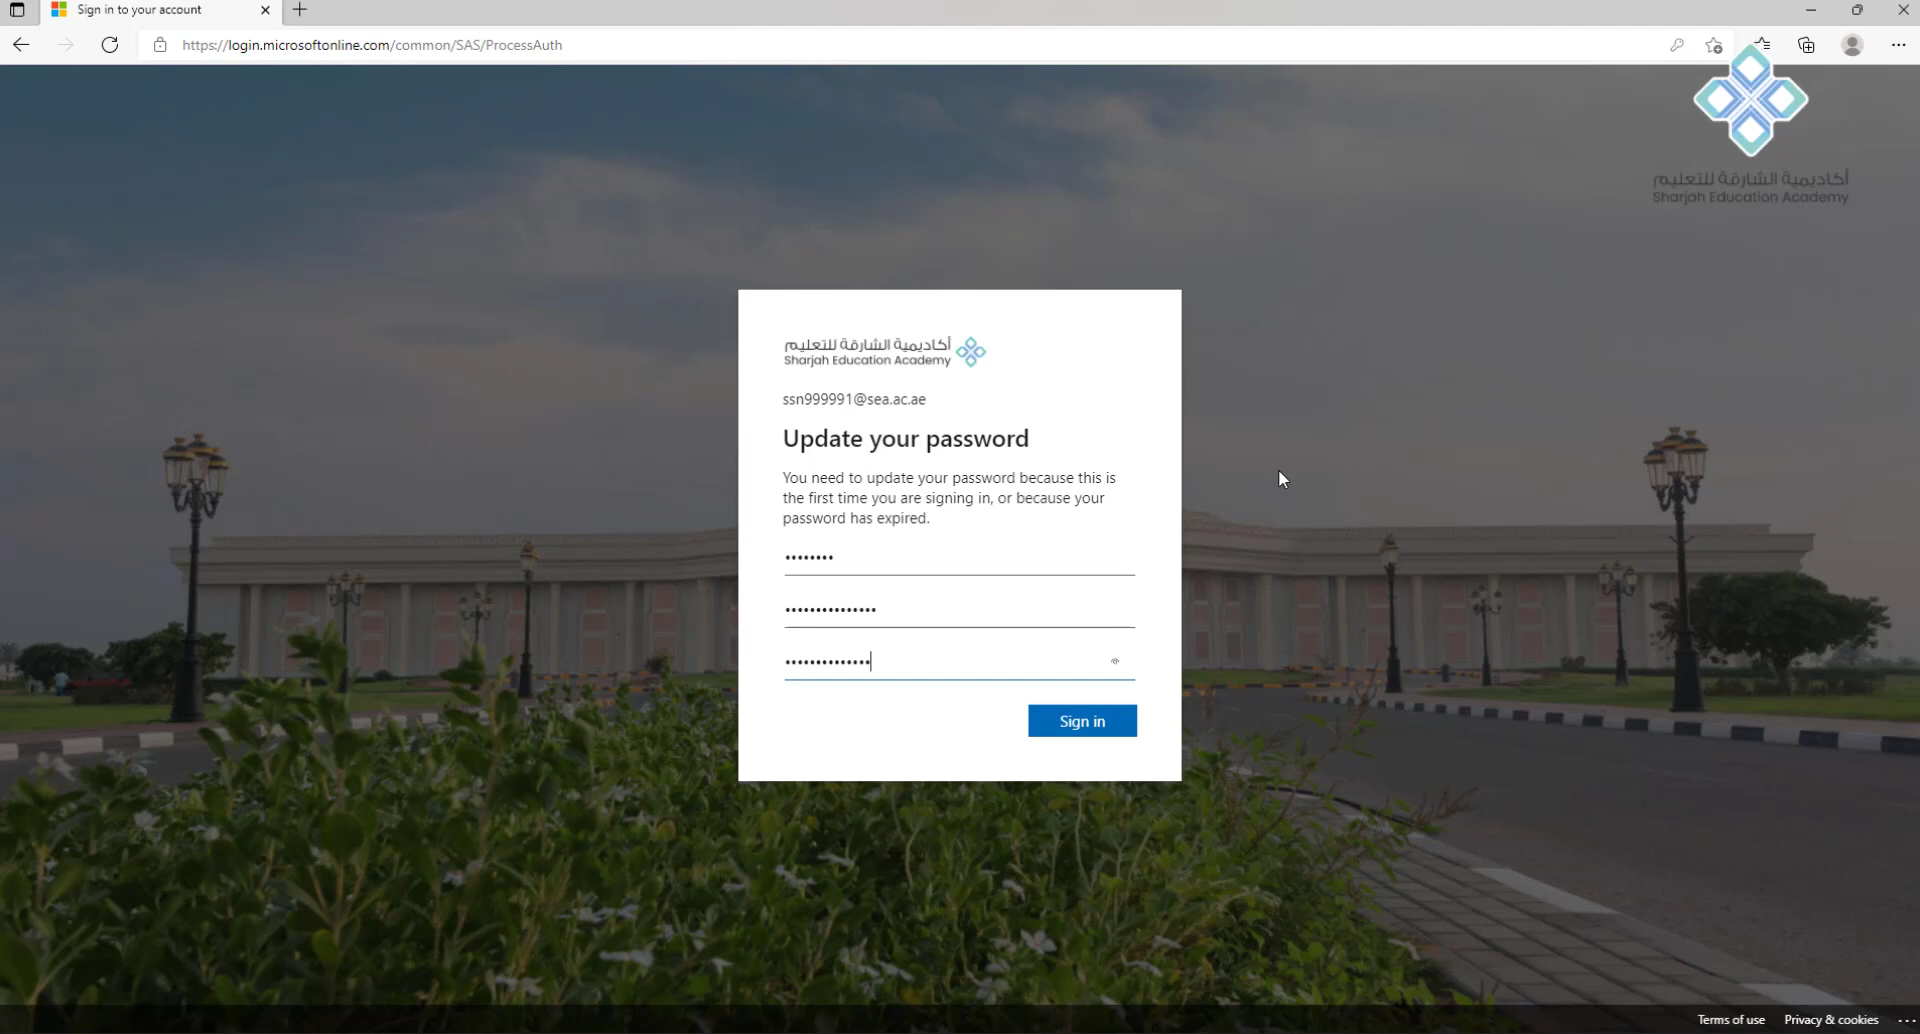 Sign in to your account
https://login.microsoftonline.com/common/SAS/ProcessAuth
أكاديمية الشارقة للتعليم
Sharjah Education Academy
أكاديمية الشارقة للتعليم
Sharjah Education Academy
ssn999991@sea.ac.ae
Update your password
You need to update your password because this is
the first time you are signing in, or because your
password has expired.
Sign in
Terms of use Privacy & cookies